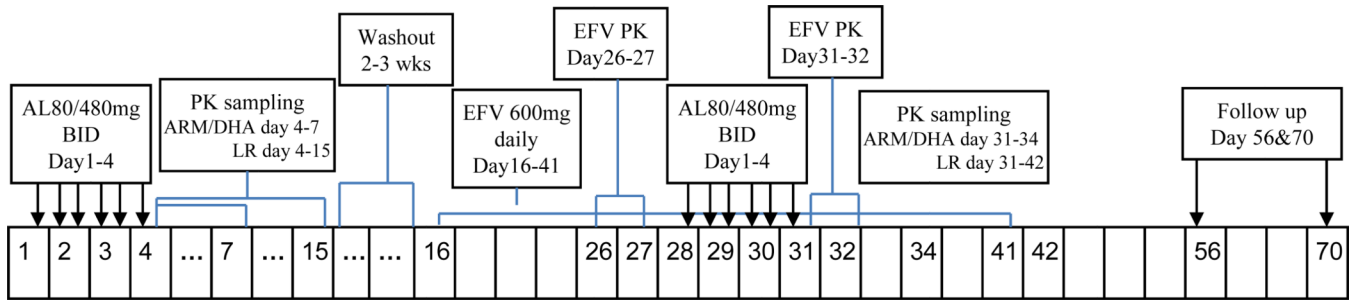 AL80/480mg
BID
Day1-4
PK sampling
ARM/DHA day 4-7
LR day 4-15
Washout
2-3 wks
EFV 600mg
daily
Day16-41
EFV PK
Day26-27
AL80/480mg
BID
Day1-4
EFV PK
Day31-32
PK sampling
ARM/DHA day 31-34
LR day 31-42
Follow up
Day 56&70
1 2 3 4 ... 7 ... 15 ... ... 16 26 27 28 29 30 31 32 34 41 42 56 70